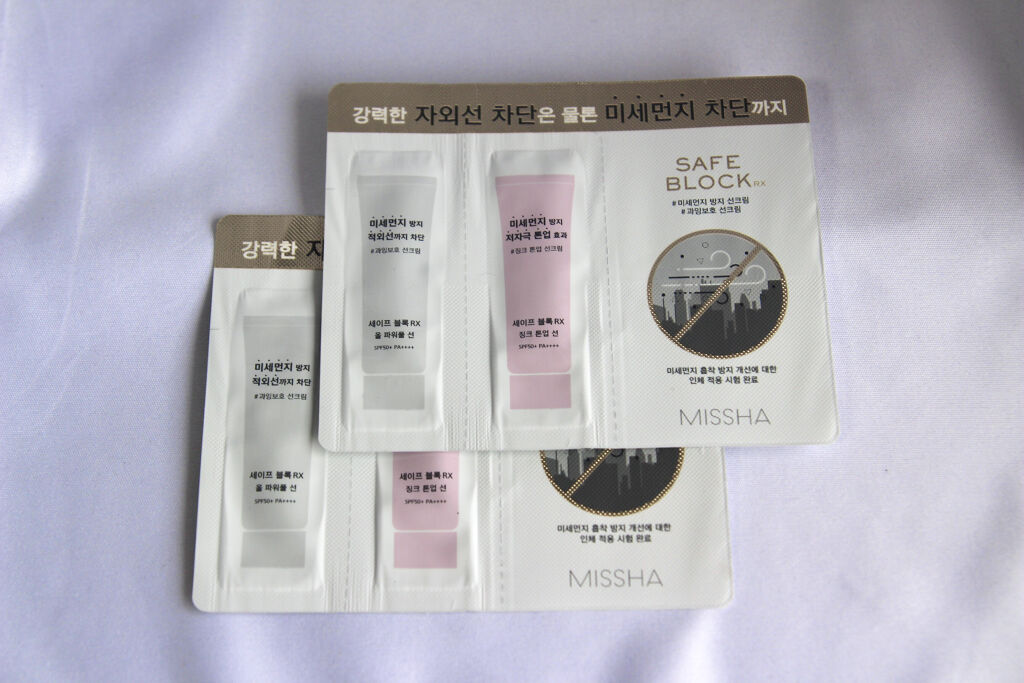 강력한 자외선 차단은 물론 미세먼지 차단까지
미세먼지 방지
적외선까지 차단
#과잉보호 선크림
세이프 블록 RX
올 파워풀 선
SPF50+ PA++++
미세먼지 방지
저자극 톤업 효과
#징크 톤업 선크림
세이프 블록 RX
징크 톤업 선
SPF50+ PA++++
SAFE
BLOCK RX
#미세먼지 방지 선크림
#과잉보호 선크림
미세먼지 흡착 방지 개선에 대한
인체 적용 시험 완료
MISSHA
강력한 자
미세먼지 방지
적외선까지 차단
#과잉보호 선크림
세이프 블록 RX
올 파워풀 선
SPF50+ PA++++
세이프 블록 RX
징크 톤업 선
SPF50+ PA++++
미세먼지 흡착 방지 개선에 대한
인체 적용 시험 완료
MISSHA